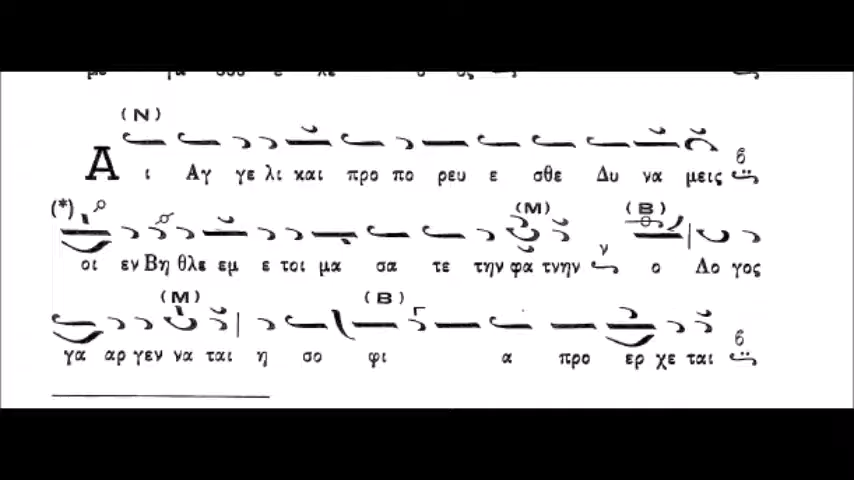 (Ν)
Αι Αγ γε λι και προ πο ρευ ε σθε Δυ να μεις
(*) (Μ) (Β)
οι εν Βη θλε εμ ε τοι μα σα τε την φα τνην ο Λο γος
(Μ) (Β)
γα αρ γεν να ται η σο φι α προ ερ χε ται